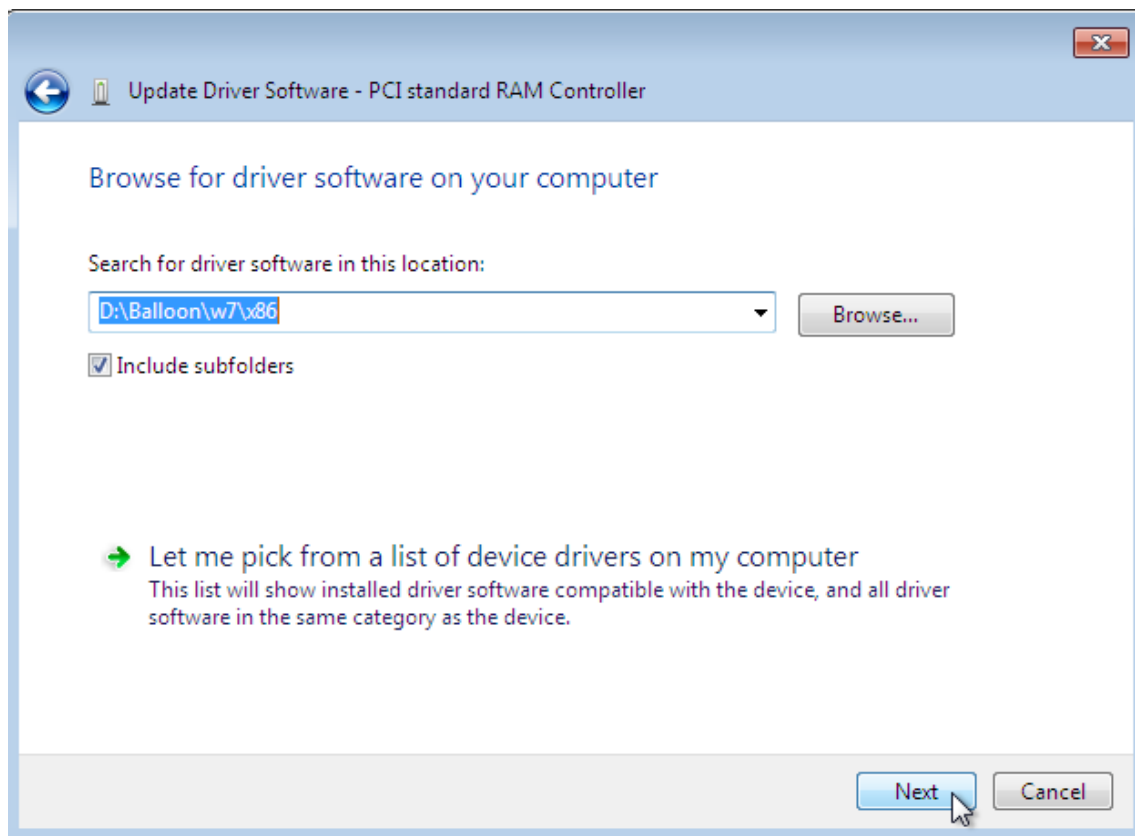 Update Driver Software - PCI standard RAM Controller
Browse for driver software on your computer
Search for driver software in this location:
D:\Balloon\w7\x86
Browse...
Include subfolders
Let me pick from a list of device drivers on my computer
This list will show installed driver software compatible with the device, and all driver
software in the same category as the device.
Next
Cancel